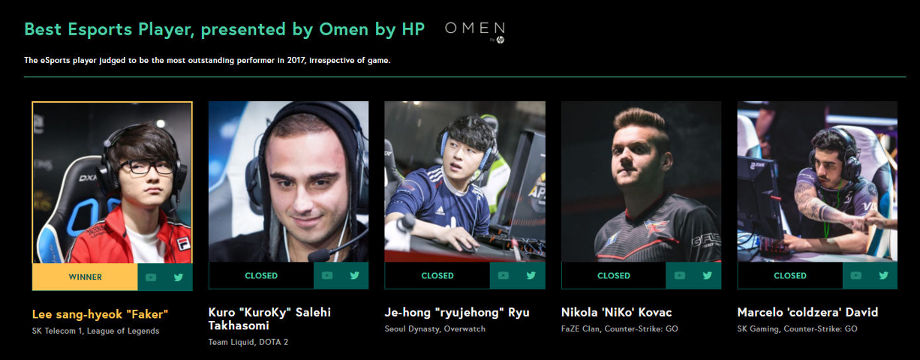 Best Esports Player, presented by Omen by HP
OMEN
by hp
The eSports player judged to be the most outstanding performer in 2017, irrespective of game.
DXR
WINNER
CLOSED
CLOSED
CLOSED
CLOSED
Lee sang-hyeok "Faker"
SK Telecom 1, League of Legends
Kuro "KuroKy" Salehi
Takhasomi
Team Liquid, DOTA 2
Je-hong "ryujehong" Ryu
Seoul Dynasty, Overwatch
Nikola 'NiKo' Kovac
FaZE Clan, Counter-Strike: GO
Marcelo 'coldzera' David
SK Gaming, Counter-Strike: GO